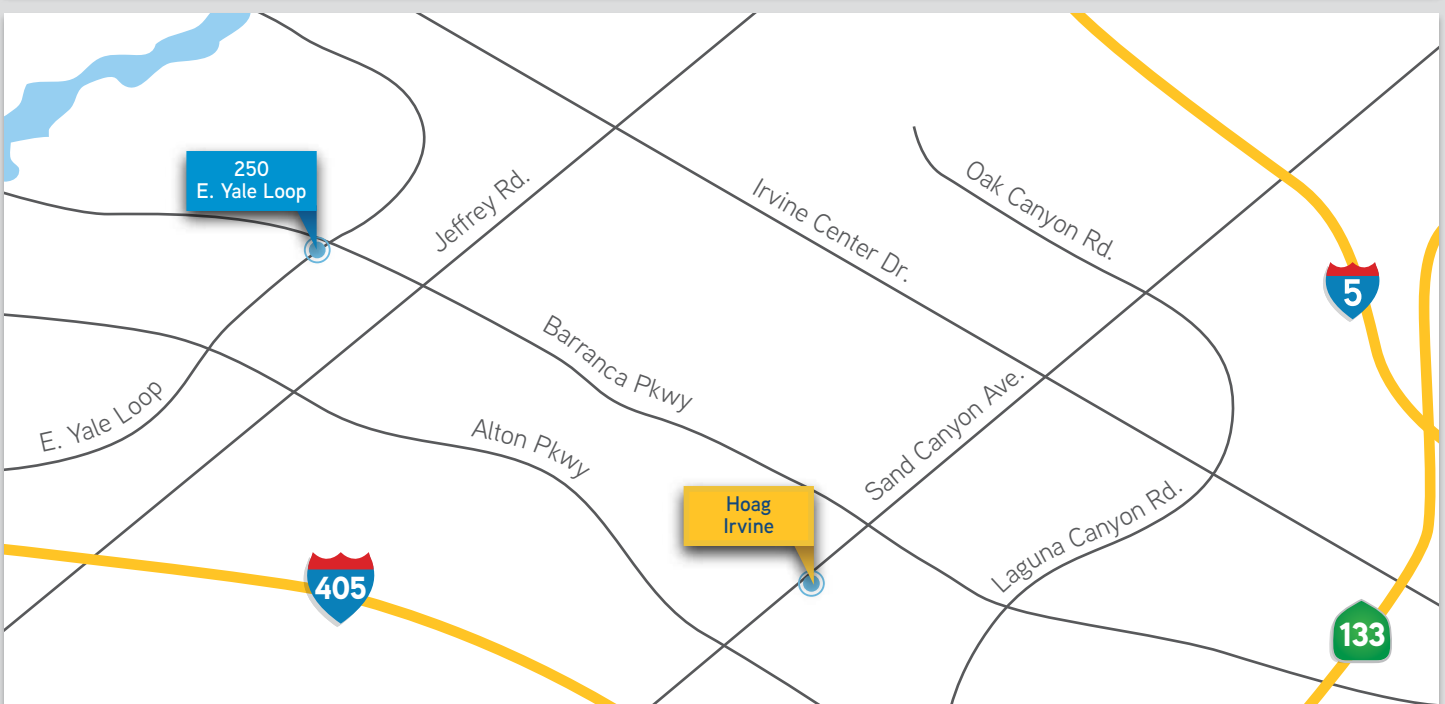 250
E. Yale Loop
Jeffrey Rd.
Irvine Center Dr.
Oak Canyon Rd.
5
Barranca Pkwy
E. Yale Loop
Alton Pkwy
Sand Canyon Ave.
Hoag
Irvine
Laguna Canyon Rd.
405
133